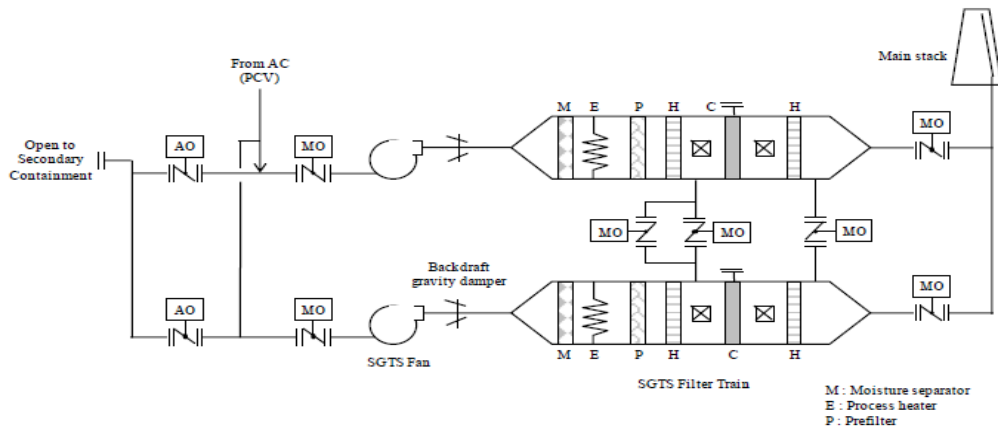 Main stack
From AC
(PCV)
M E P H C H
MO
Open to
Secondary
Containment
AO
MO
MO
MO
MO
Backdraft
gravity damper
MO
AO
MO
SGTS Fan
M E P H C H
SGTS Filter Train
M : Moisture separator
E : Process heater
P : Prefilter